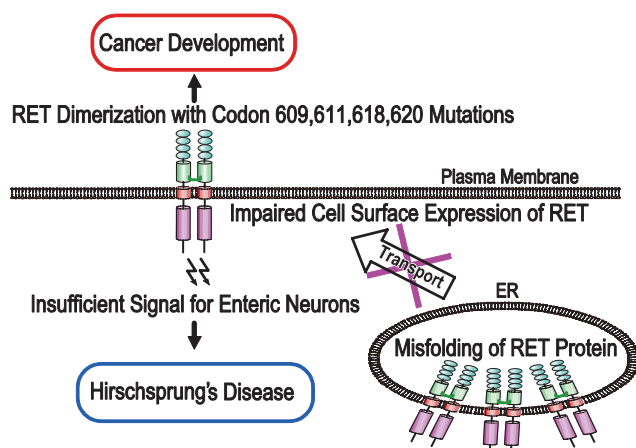 Cancer Development
RET Dimerization with Codon 609,611,618,620 Mutations
Plasma Membrane
Impaired Cell Surface Expression of RET
Transport
Insufficient Signal for Enteric Neurons
ER
Misfolding of RET Protein
Hirschsprung's Disease